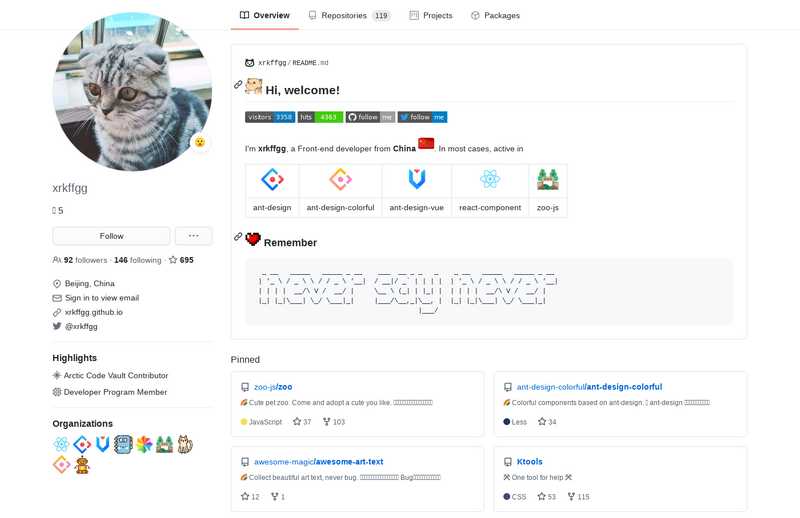 Overview
Repositories 119
Projects
Packages
xrkffgg/README.md
Hi, welcome!
visitors 3358 hits 4363 follow me follow me
I'm xrkffgg, a Front-end developer from China . In most cases, active in
ant-design
ant-design-colorful
ant-design-vue
react-component
zoo-js
Remember
never say never
xrkffgg
5
Follow
...
92 followers · 146 following · 695
Beijing, China
Sign in to view email
xrkffgg.github.io
@xrkffgg
Highlights
Arctic Code Vault Contributor
Developer Program Member
Organizations
Pinned
zoo-js/zoo
Cute pet zoo. Come and adopt a cute you like.
JavaScript 37 103
ant-design-colorful/ant-design-colorful
Colorful components based on ant-design. ant-design
Less 34
awesome-magic/awesome-art-text
Collect beautiful art text, never bug. Bug
12 1
Ktools
One tool for help
CSS 53 115